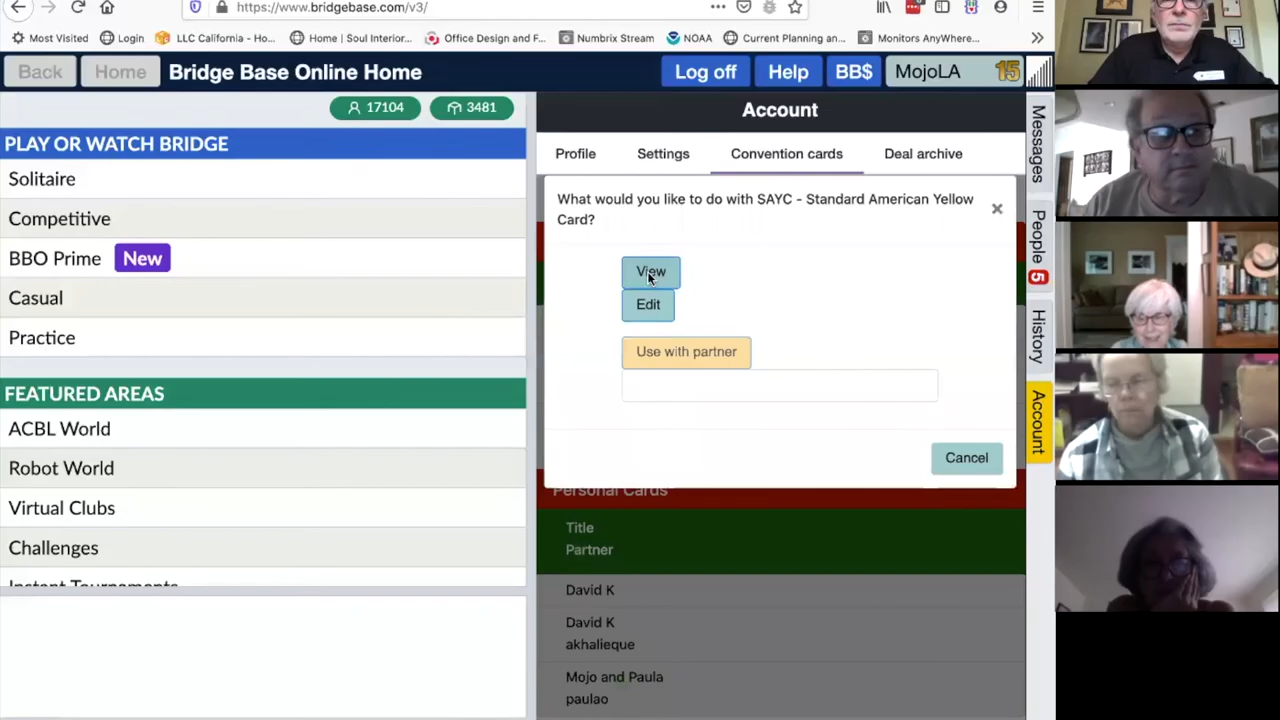 https://www.bridgebase.com/v3/
Most Visited
Login
LLC California - Ho...
Home | Soul Interior...
Office Design and F...
Numbrix Stream
NOAA
Current Planning an...
Monitors AnyWhere...
Back
Home
Bridge Base Online Home
Log off
Help
BB$
MojoLA
15
17104
3481
PLAY OR WATCH BRIDGE
Solitaire
Competitive
BBO Prime New
Casual
Practice
FEATURED AREAS
ACBL World
Robot World
Virtual Clubs
Challenges
Instant Tournaments
Account
Profile
Settings
Convention cards
Deal archive
What would you like to do with SAYC - Standard American Yellow
Card?
×
View
Edit
Use with partner
Cancel
Personal Cards
Title
Partner
David K
David K
akhalieque
Mojo and Paula
paulao
Messages
People 5
History
Account